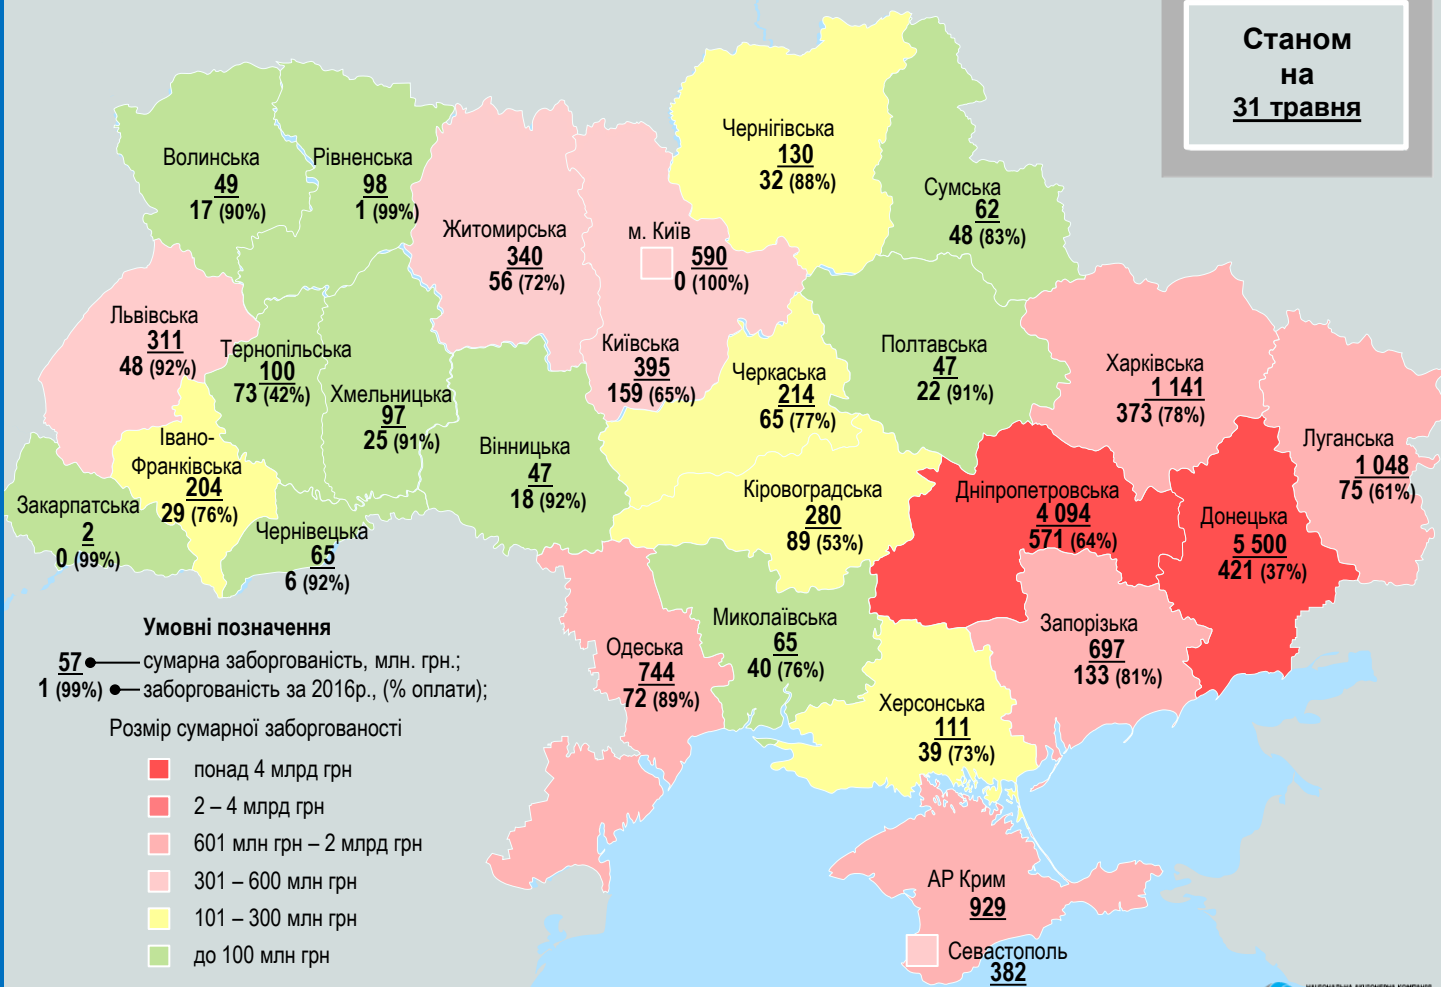 Станом
на
31 травня
Чернігівська
130
32 (88%)
Волинська
49
17 (90%)
Рівненська
98
1 (99%)
Сумська
62
48 (83%)
Житомирська
340
56 (72%)
м. Київ
590
0 (100%)
Львівська
311
48 (92%)
Тернопільська
100
73 (42%)
Хмельницька
97
25 (91%)
Київська
395
159 (65%)
Черкаська
214
65 (77%)
Полтавська
47
22 (91%)
Харківська
1 141
373 (78%)
Луганська
1 048
75 (61%)
Івано-
Франківська
204
29 (76%)
Вінницька
47
18 (92%)
Кіровоградська
280
89 (53%)
Дніпропетровська
4 094
571 (64%)
Донецька
5 500
421 (37%)
Закарпатська
2
0 (99%)
Чернівецька
65
6 (92%)
Миколаївська
65
40 (76%)
Запорізька
697
133 (81%)
Одеська
744
72 (89%)
Херсонська
111
39 (73%)
АР Крим
929
Севастополь
382
Умовні позначення
57 сумарна заборгованість, млн. грн.;
1 (99%) заборгованість за 2016р., (% оплати);
Розмір сумарної заборгованості
понад 4 млрд грн
2 – 4 млрд грн
601 млн грн – 2 млрд грн
301 – 600 млн грн
101 – 300 млн грн
до 100 млн грн